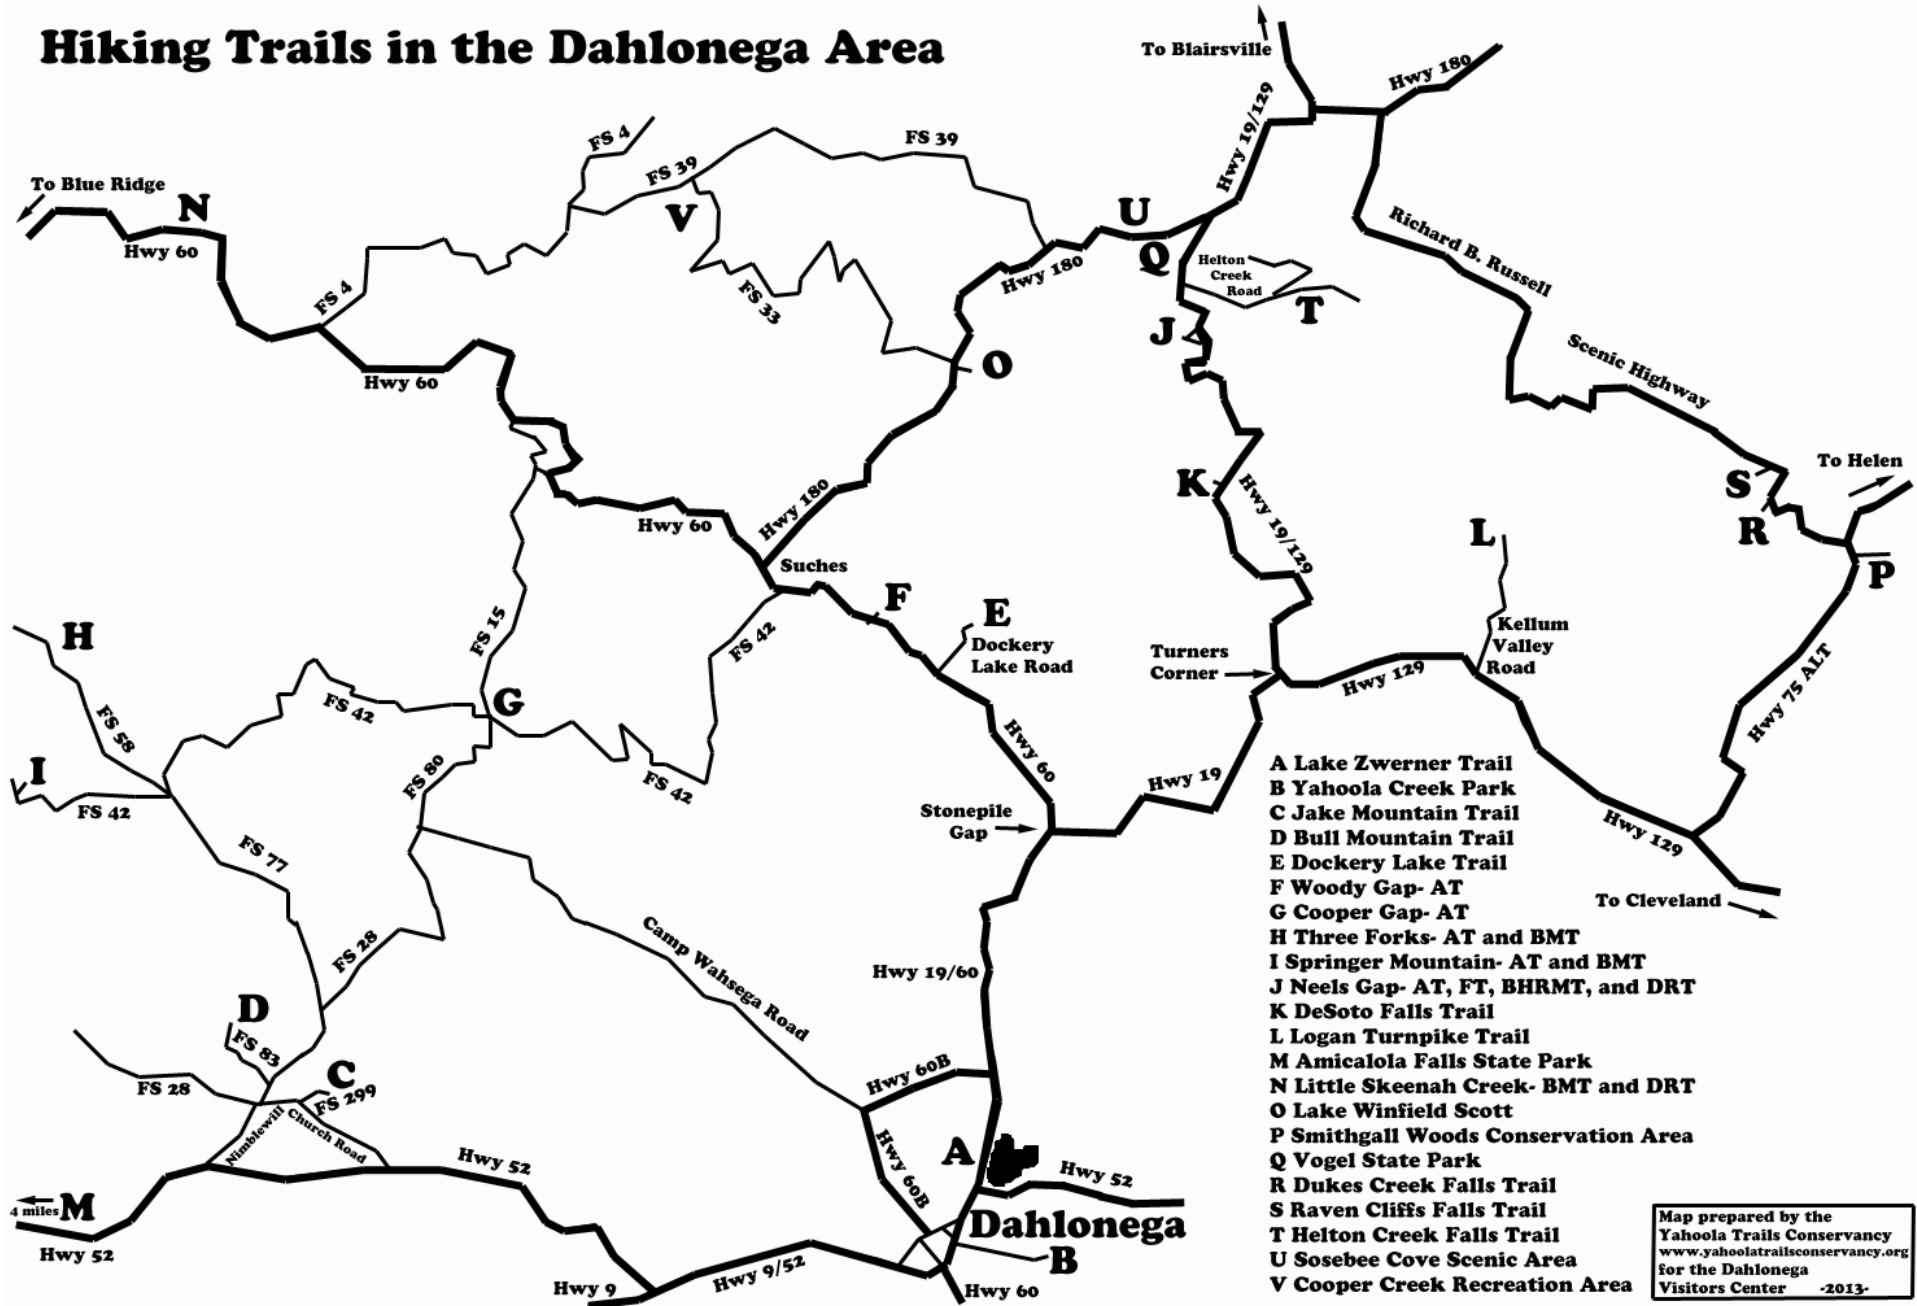 Hiking Trails in the Dahlonega Area
To Blairsville
Hwy 180
Hwy 19/129
FS 4
FS 39
FS 39
To Blue Ridge
N
Hwy 60
V
U
Q
Helton
Creek
Road
T
Richard B. Russell
Hwy 180
FS 4
FS 33
J
O
Scenic Highway
Hwy 60
K
Hwy 19/129
To Helen
S
R
P
Hwy 180
Hwy 60
L
Suches
F
E
Dockery
Lake Road
FS 15
FS 42
H
Kellum
Valley
Road
Turners
Corner
Hwy 129
Hwy 75 ALT
FS 42
G
FS 58
I
FS 42
FS 80
FS 42
Hwy 60
Hwy 19
Stonepile
Gap
Hwy 129
To Cleveland
FS 77
Camp Wahsega Road
FS 28
Hwy 19/60
D
FS 83
C
FS 28
FS 299
Nimblewill
Church Road
Hwy 60B
Hwy 60B
A
Hwy 52
Hwy 52
M
4 miles
Hwy 52
Dahlonega
B
Hwy 9/52
Hwy 9
Hwy 60
A Lake Zwerner Trail
B Yahoola Creek Park
C Jake Mountain Trail
D Bull Mountain Trail
E Dockery Lake Trail
F Woody Gap- AT
G Cooper Gap- AT
H Three Forks- AT and BMT
I Springer Mountain- AT and BMT
J Neels Gap- AT, FT, BHRMT, and DRT
K DeSoto Falls Trail
L Logan Turnpike Trail
M Amicalola Falls State Park
N Little Skeenah Creek- BMT and DRT
O Lake Winfield Scott
P Smithgall Woods Conservation Area
Q Vogel State Park
R Dukes Creek Falls Trail
S Raven Cliffs Falls Trail
T Helton Creek Falls Trail
U Sosebee Cove Scenic Area
V Cooper Creek Recreation Area
Map prepared by the
Yahoola Trails Conservancy
www.yahoolatrailsconservancy.org
for the Dahlonega
Visitors Center -2013-